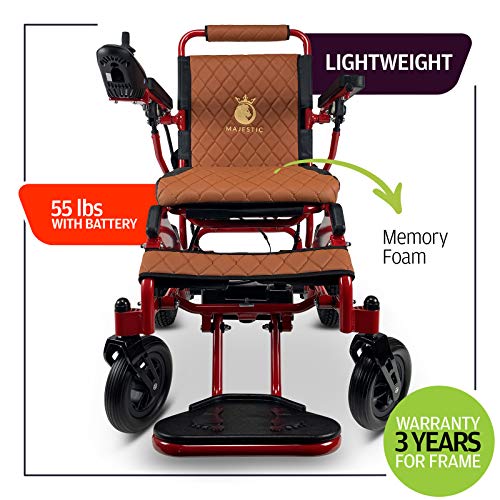 LIGHTWEIGHT
MAJESTIC
55 lbs
WITH BATTERY
Memory
Foam
WARRANTY
3 YEARS
FOR FRAME